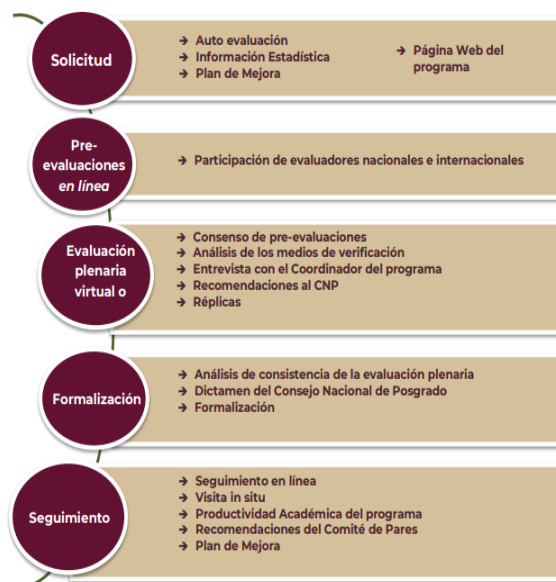 Solicitud
→ Auto evaluación
→ Información Estadística
→ Plan de Mejora
→ Página Web del
programa
Pre-
evaluaciones
en línea
→ Participación de evaluadores nacionales e internacionales
Evaluación
plenaria
virtual o
→ Consenso de pre-evaluaciones
→ Análisis de los medios de verificación
→ Entrevista con el Coordinador del programa
→ Recomendaciones al CNP
→ Réplicas
Formalización
→ Análisis de consistencia de la evaluación plenaria
→ Dictamen del Consejo Nacional de Posgrado
→ Formalización
Seguimiento
→ Seguimiento en línea
→ Visita in situ
→ Productividad Académica del programa
→ Recomendaciones del Comité de Pares
→ Plan de Mejora